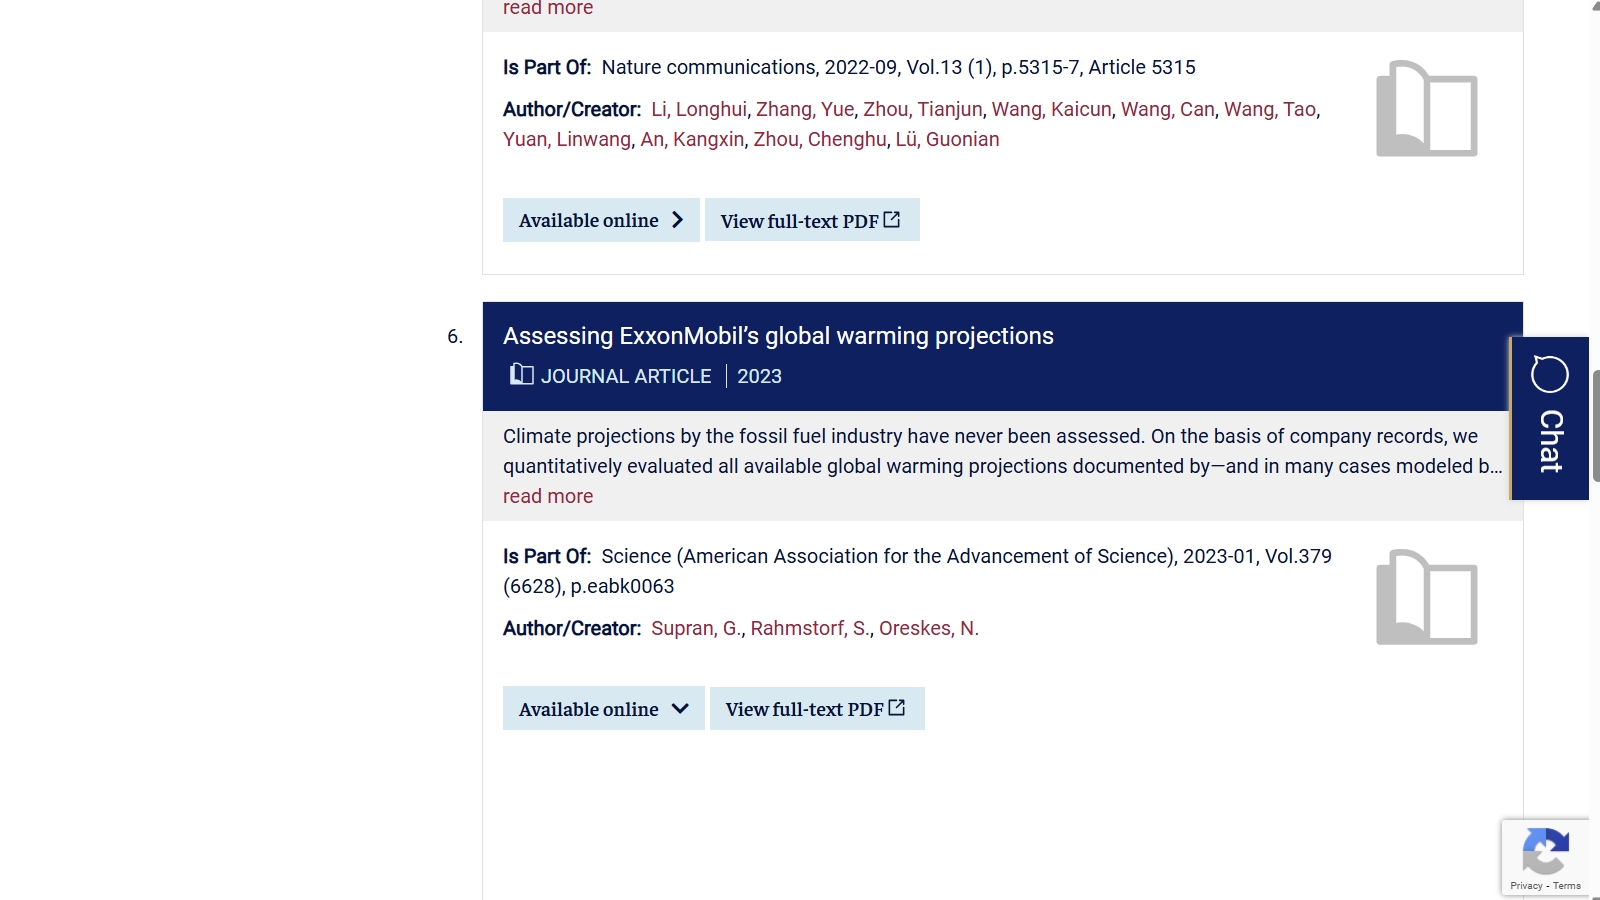 read more
Is Part Of: Nature communications, 2022-09, Vol.13 (1), p.5315-7, Article 5315
Author/Creator: Li, Longhui, Zhang, Yue, Zhou, Tianjun, Wang, Kaicun, Wang, Can, Wang, Tao,
Yuan, Linwang, An, Kangxin, Zhou, Chenghu, Lü, Guonian
Available online
View full-text PDF
6.
Assessing ExxonMobil’s global warming projections
JOURNAL ARTICLE | 2023
Climate projections by the fossil fuel industry have never been assessed. On the basis of company records, we
quantitatively evaluated all available global warming projections documented by—and in many cases modeled b…
read more
Is Part Of: Science (American Association for the Advancement of Science), 2023-01, Vol.379
(6628), p.eabk0063
Author/Creator: Supran, G., Rahmstorf, S., Oreskes, N.
Available online
View full-text PDF
Chat
Privacy - Terms